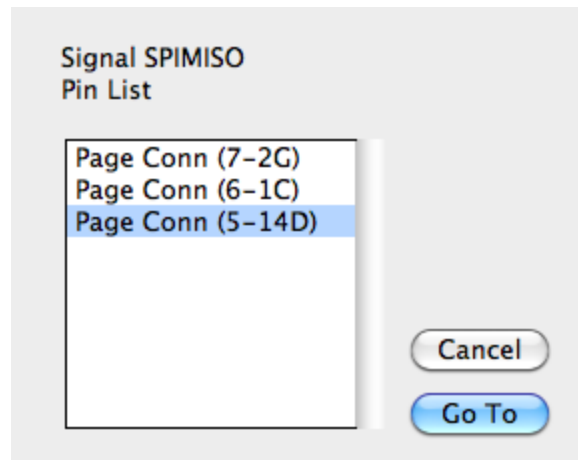 Signal SPIMISO
Pin List
Page Conn (7-2G)
Page Conn (6-1C)
Page Conn (5-14D)
Cancel
Go To